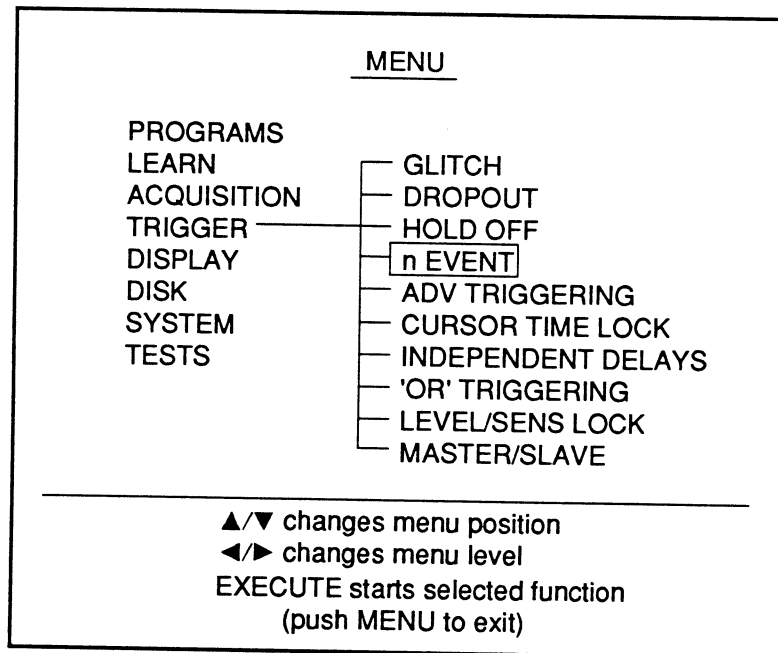 MENU
PROGRAMS
LEARN
ACQUISITION
TRIGGER
DISPLAY
DISK
SYSTEM
TESTS
GLITCH
DROPOUT
HOLD OFF
n EVENT
ADV TRIGGERING
CURSOR TIME LOCK
INDEPENDENT DELAYS
'OR' TRIGGERING
LEVEL/SENS LOCK
MASTER/SLAVE
▲/▼ changes menu position
◀/▶ changes menu level
EXECUTE starts selected function
(push MENU to exit)